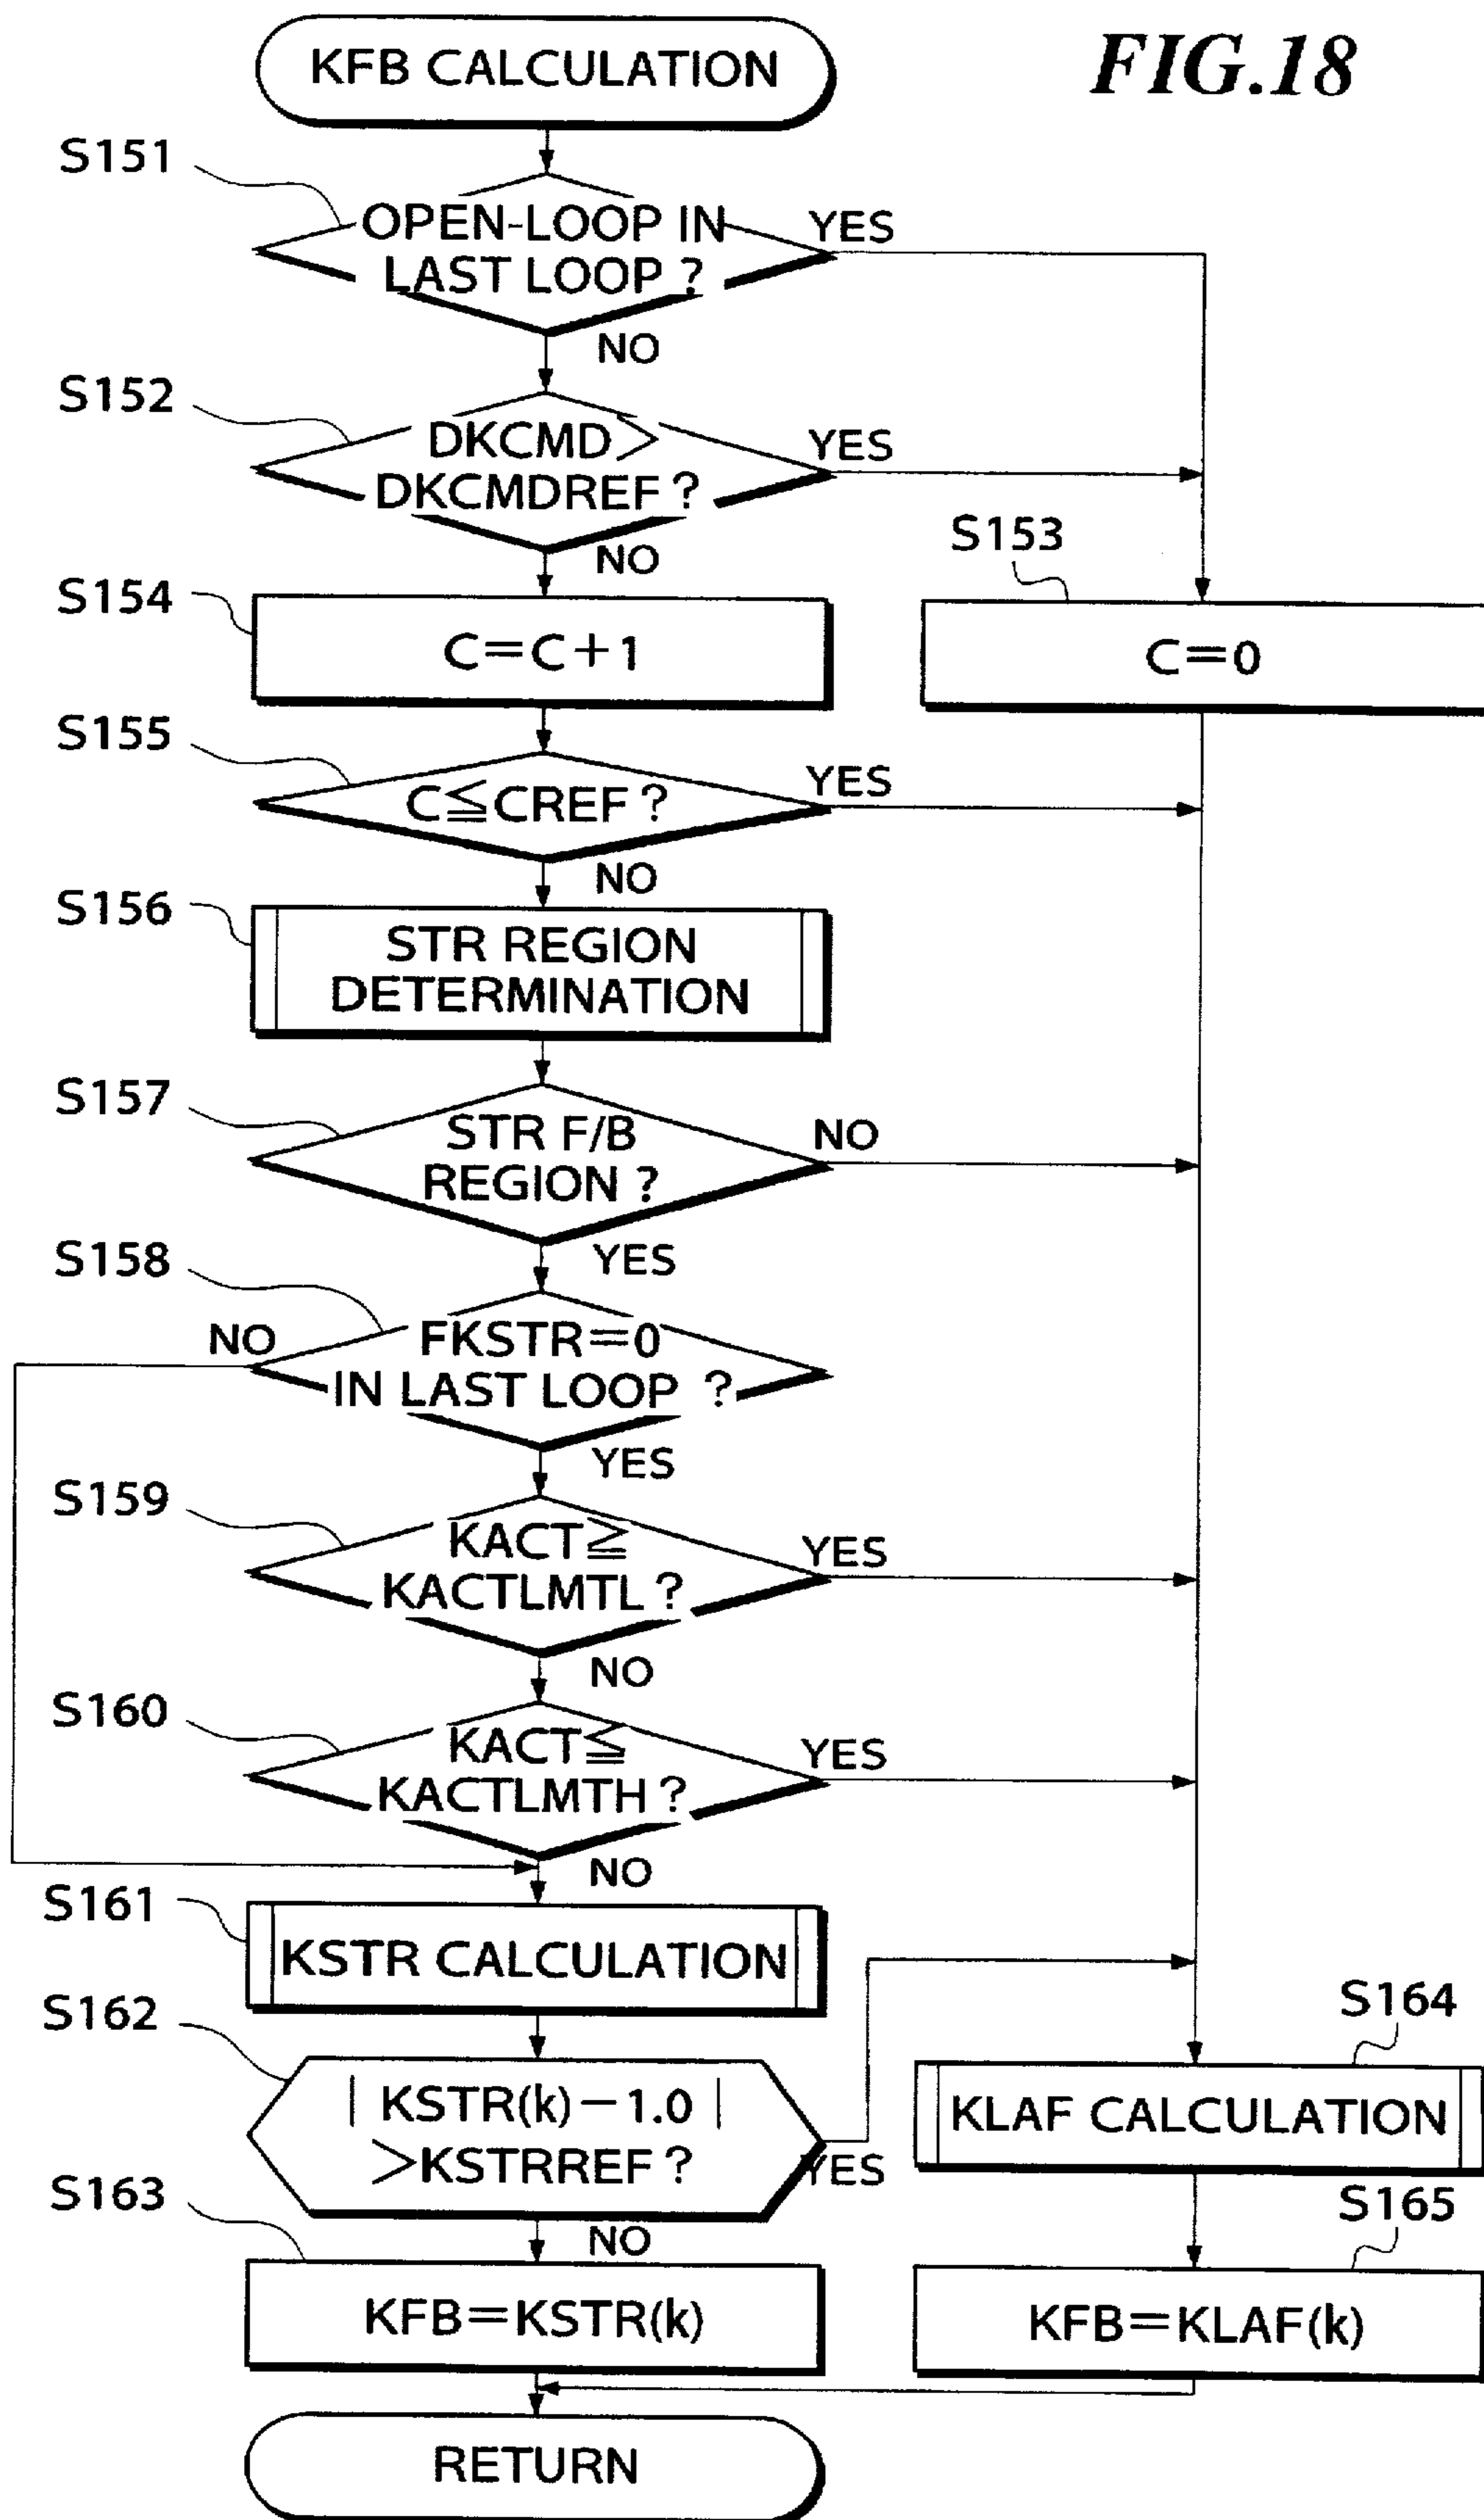 KFB CALCULATION
FIG.18
S151
OPEN-LOOP IN
LAST LOOP ?
YES
NO
S152
DKCMD>
DKCMDREF ?
YES
NO
S153
C=0
S154
C=C+1
S155
C≦CREF ?
YES
NO
S156
STR REGION
DETERMINATION
S157
STR F/B
REGION ?
NO
YES
S158
FKSTR=0
IN LAST LOOP ?
NO
YES
S159
KACT≧
KACTLMTL ?
YES
NO
S160
KACT≦
KACTLMTH ?
YES
NO
S161
KSTR CALCULATION
S162
| KSTR(k)－1.0 |
>KSTRREF ?
YES
NO
S164
KLAF CALCULATION
S163
KFB=KSTR(k)
S165
KFB=KLAF(k)
RETURN